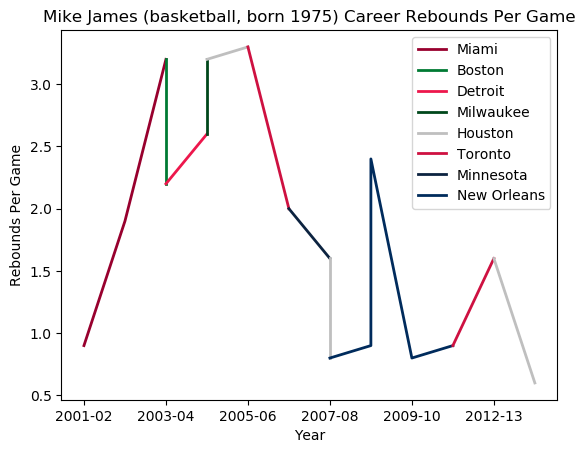 Mike James (basketball, born 1975) Career Rebounds Per Game
Miami
Boston
Detroit
Milwaukee
Houston
Toronto
Minnesota
New Orleans
Rebounds Per Game
3.0
2.5
2.0
1.5
1.0
0.5
2001-02 2003-04 2005-06 2007-08 2009-10 2012-13
Year